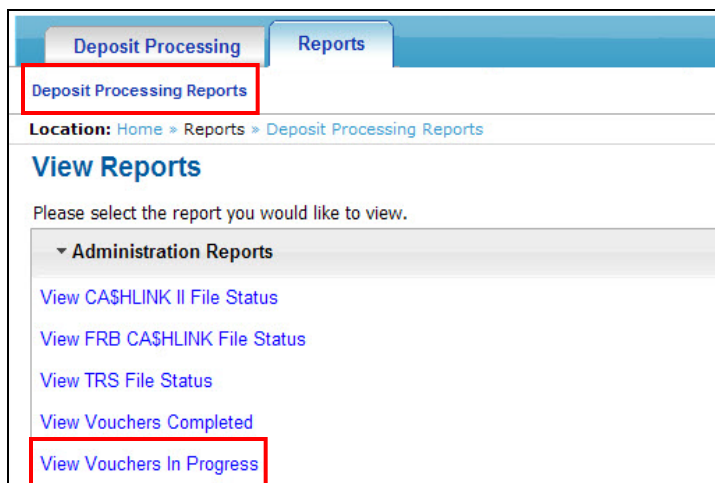 Deposit Processing Reports
Deposit Processing Reports
Location: Home » Reports » Deposit Processing Reports
View Reports
Please select the report you would like to view.
Administration Reports
View CA$HLINK II File Status
View FRB CA$HLINK File Status
View TRS File Status
View Vouchers Completed
View Vouchers In Progress